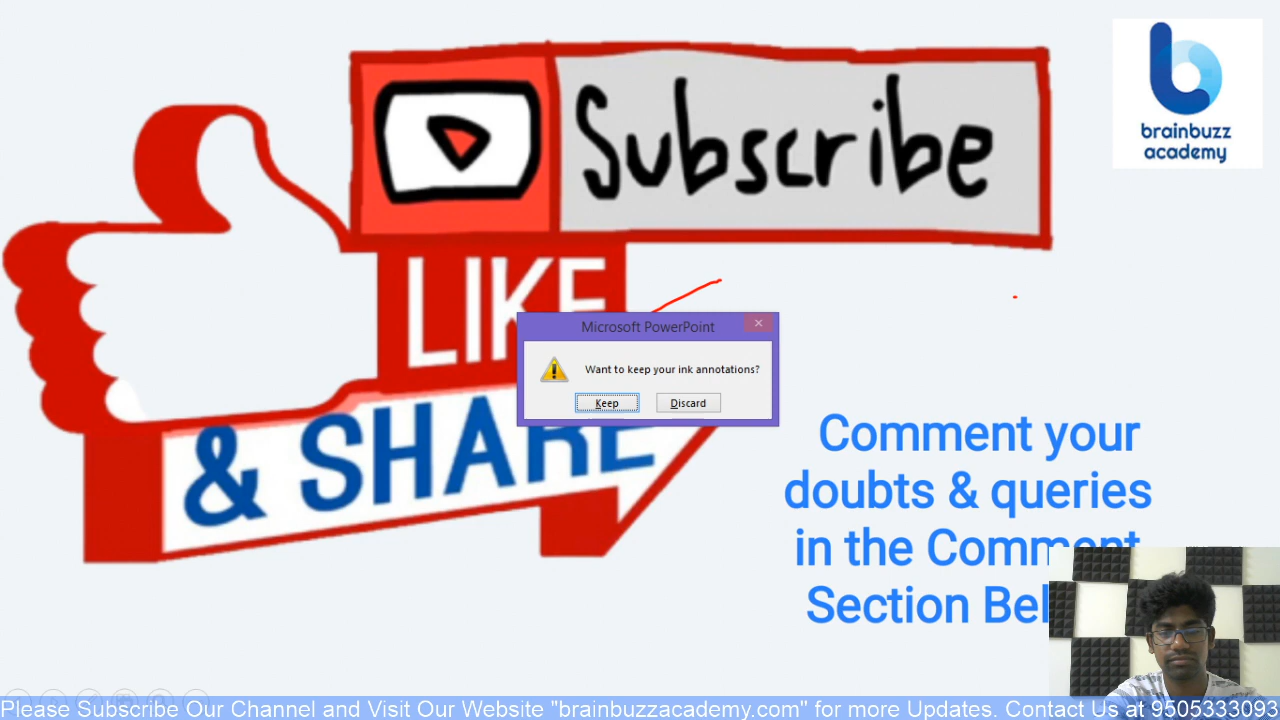 Subscribe
brainbuzz
academy
LIKE
& SHARE
Microsoft PowerPoint
Want to keep your ink annotations?
Keep
Discard
Comment your
doubts & queries
in the Comment
Section Bel
Please Subscribe Our Channel and Visit Our Website "brainbuzzacademy.com" for more Updates. Contact Us at 9505333093